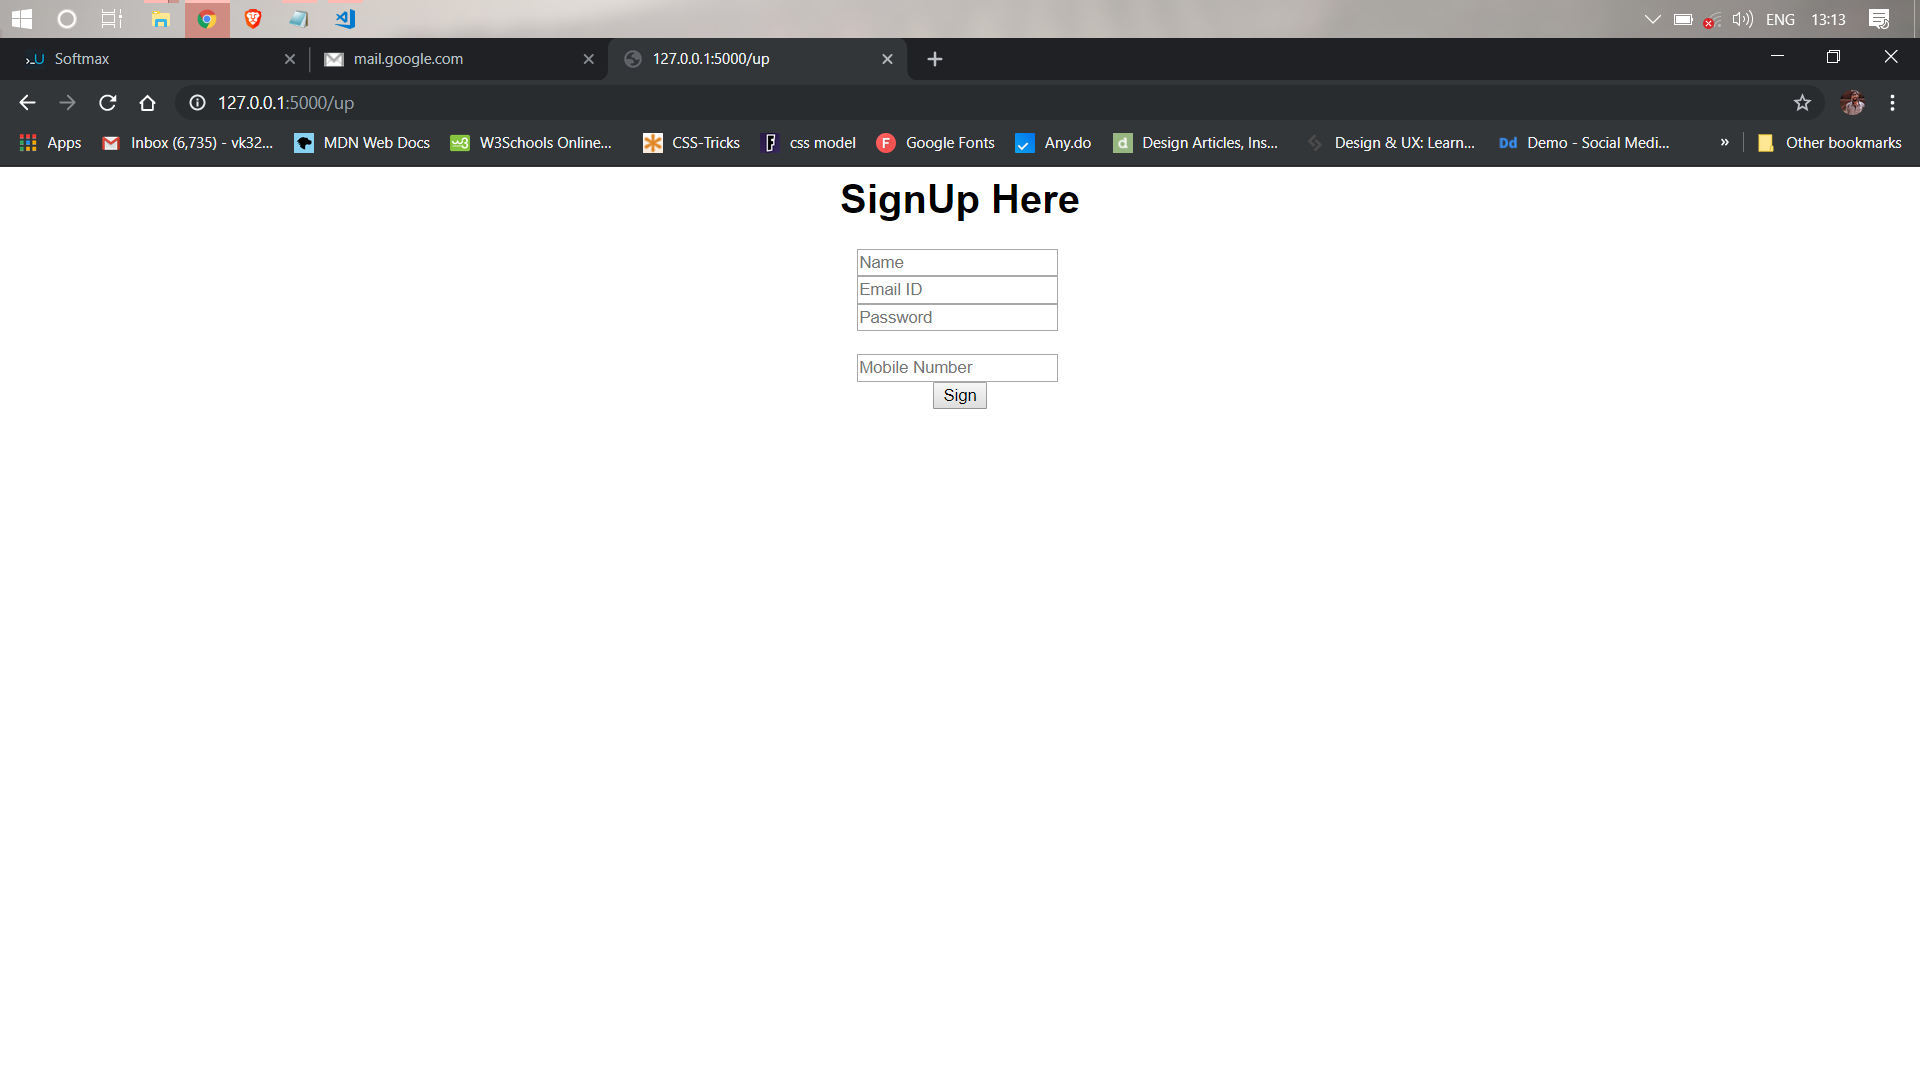 ENG 13:13
Softmax mail.google.com 127.0.0.1:5000/up
127.0.0.1:5000/up
Apps Inbox (6,735) - vk32... MDN Web Docs W3Schools Online... CSS-Tricks css model Google Fonts Any.do Design Articles, Ins... Design & UX: Learn... Dd Demo - Social Medi... » Other bookmarks
SignUp Here
Name
Email ID
Password
Mobile Number
Sign